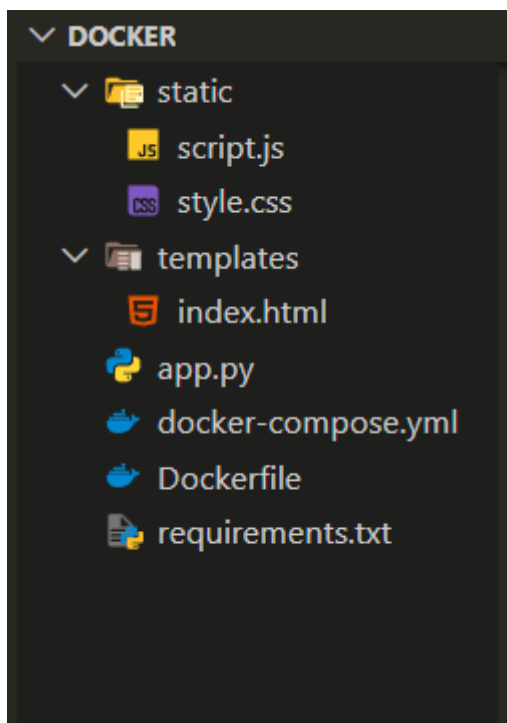 DOCKER
static
JS script.js
CSS style.css
templates
5 index.html
app.py
docker-compose.yml
Dockerfile
requirements.txt